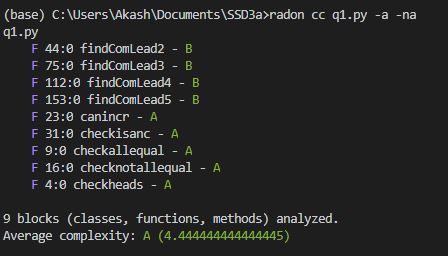 (base) C:\Users\Akash\Documents\SSD3a>radon cc q1.py -a -na
q1.py
    F 44:0 findComLead2 - B
    F 75:0 findComLead3 - B
    F 112:0 findComLead4 - B
    F 153:0 findComLead5 - B
    F 23:0 canincr - A
    F 31:0 checkisanc - A
    F 9:0 checkallequal - A
    F 16:0 checknotallequal - A
    F 4:0 checkheads - A
9 blocks (classes, functions, methods) analyzed.
Average complexity: A (4.444444444444445)